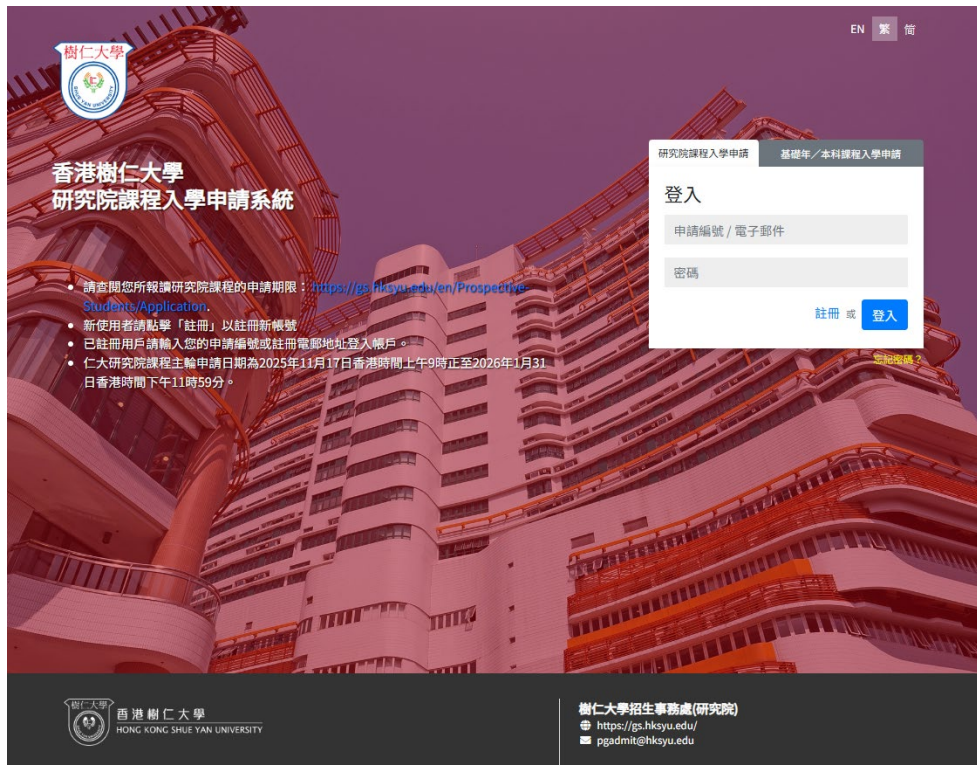 EN 繁 简
樹仁大學
SHUE YAN UNIVERSITY
香港樹仁大學
研究院課程入學申請系統
請查閱您所報讀研究院課程的申請期限： https://gs.hksyu.edu/en/Prospective-
Students/Application.
新使用者請點擊「註冊」以註冊新帳號
已註冊用戶請輸入您的申請編號或註冊電郵地址登入帳戶。
仁大研究院課程主輪申請日期為2025年11月17日香港時間上午9時正至2026年1月31
日香港時間下午11時59分。
研究院課程入學申請 基礎年／本科課程入學申請
登入
申請編號 / 電子郵件
密碼
註冊 或 登入
忘記密碼？
樹仁大學
香港樹仁大學
HONG KONG SHUE YAN UNIVERSITY
樹仁大學招生事務處(研究院)
https://gs.hksyu.edu/
pgadmit@hksyu.edu